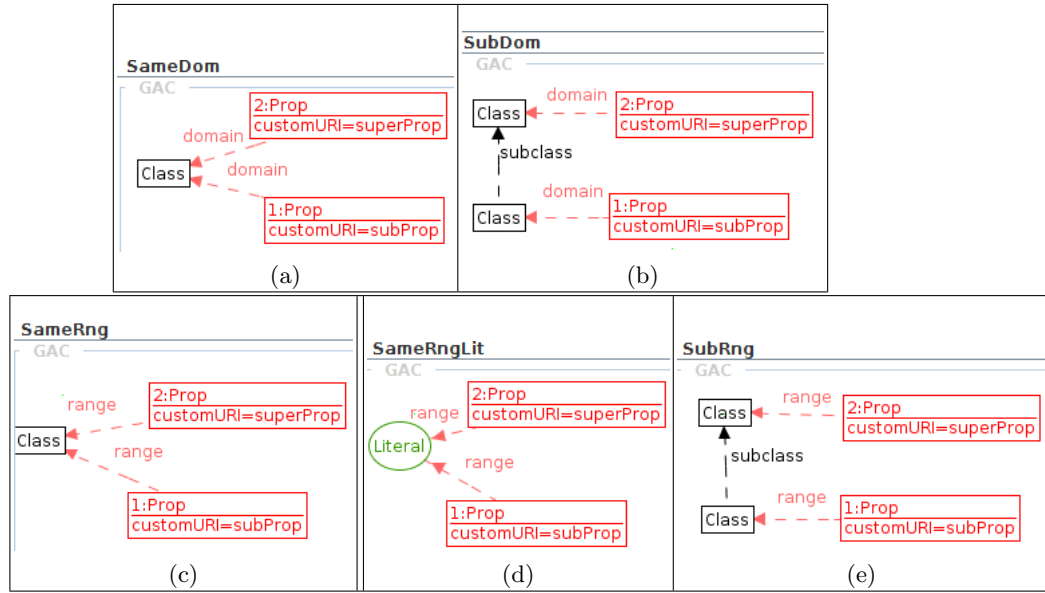 SameDom
GAC
2:Prop
customURI=superProp
domain
Class
domain
1:Prop
customURI=subProp
(a)
SubDom
GAC
Class
domain
2:Prop
customURI=superProp
subclass
Class
domain
1:Prop
customURI=subProp
(b)
SameRng
GAC
2:Prop
customURI=superProp
range
Class
range
1:Prop
customURI=subProp
(c)
SameRngLit
GAC
2:Prop
customURI=superProp
range
Literal
range
1:Prop
customURI=subProp
(d)
SubRng
GAC
Class
range
2:Prop
customURI=superProp
subclass
Class
range
1:Prop
customURI=subProp
(e)